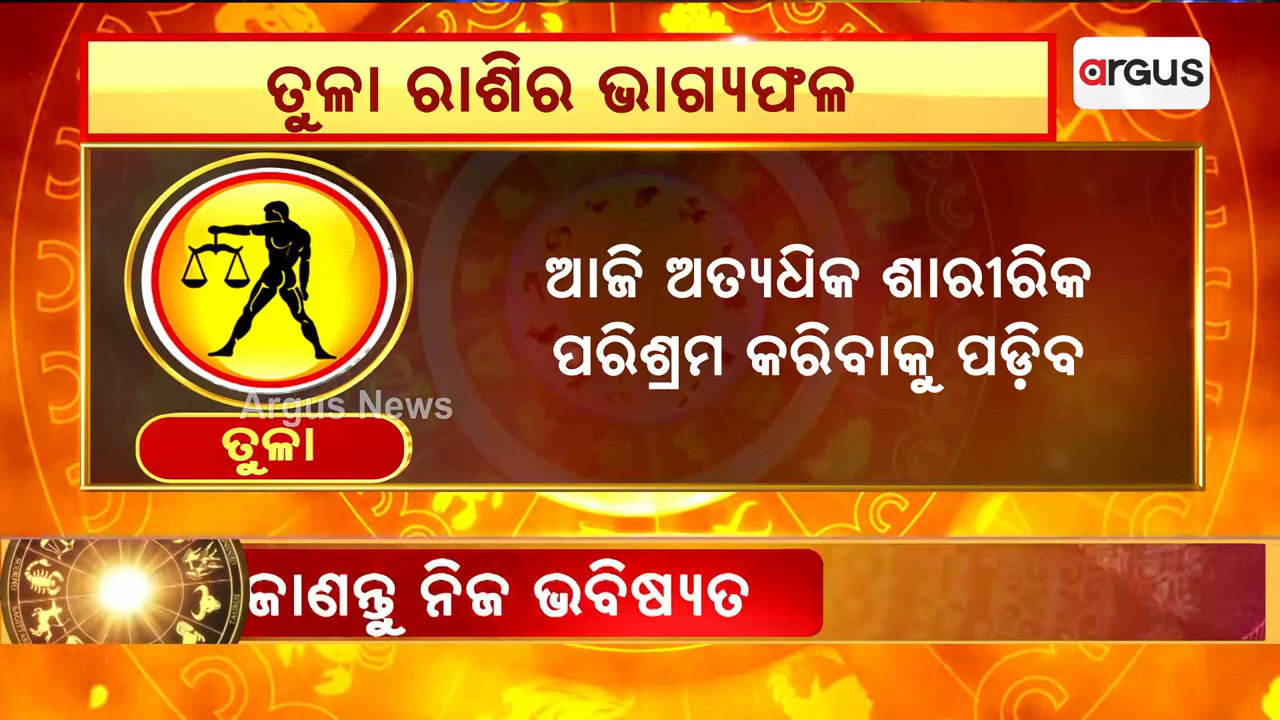 ତୁଳା ରାଶିର ଭାଗ୍ୟଫଳ
argus
ଆଜି ଅତ୍ୟଧିକ ଶାରୀରିକ
ପରିଶ୍ରମ କରିବାକୁ ପଡ଼ିବ
Argus News
ତୁଳା
ଜାଣନ୍ତୁ ନିଜ ଭବିଷ୍ୟତ